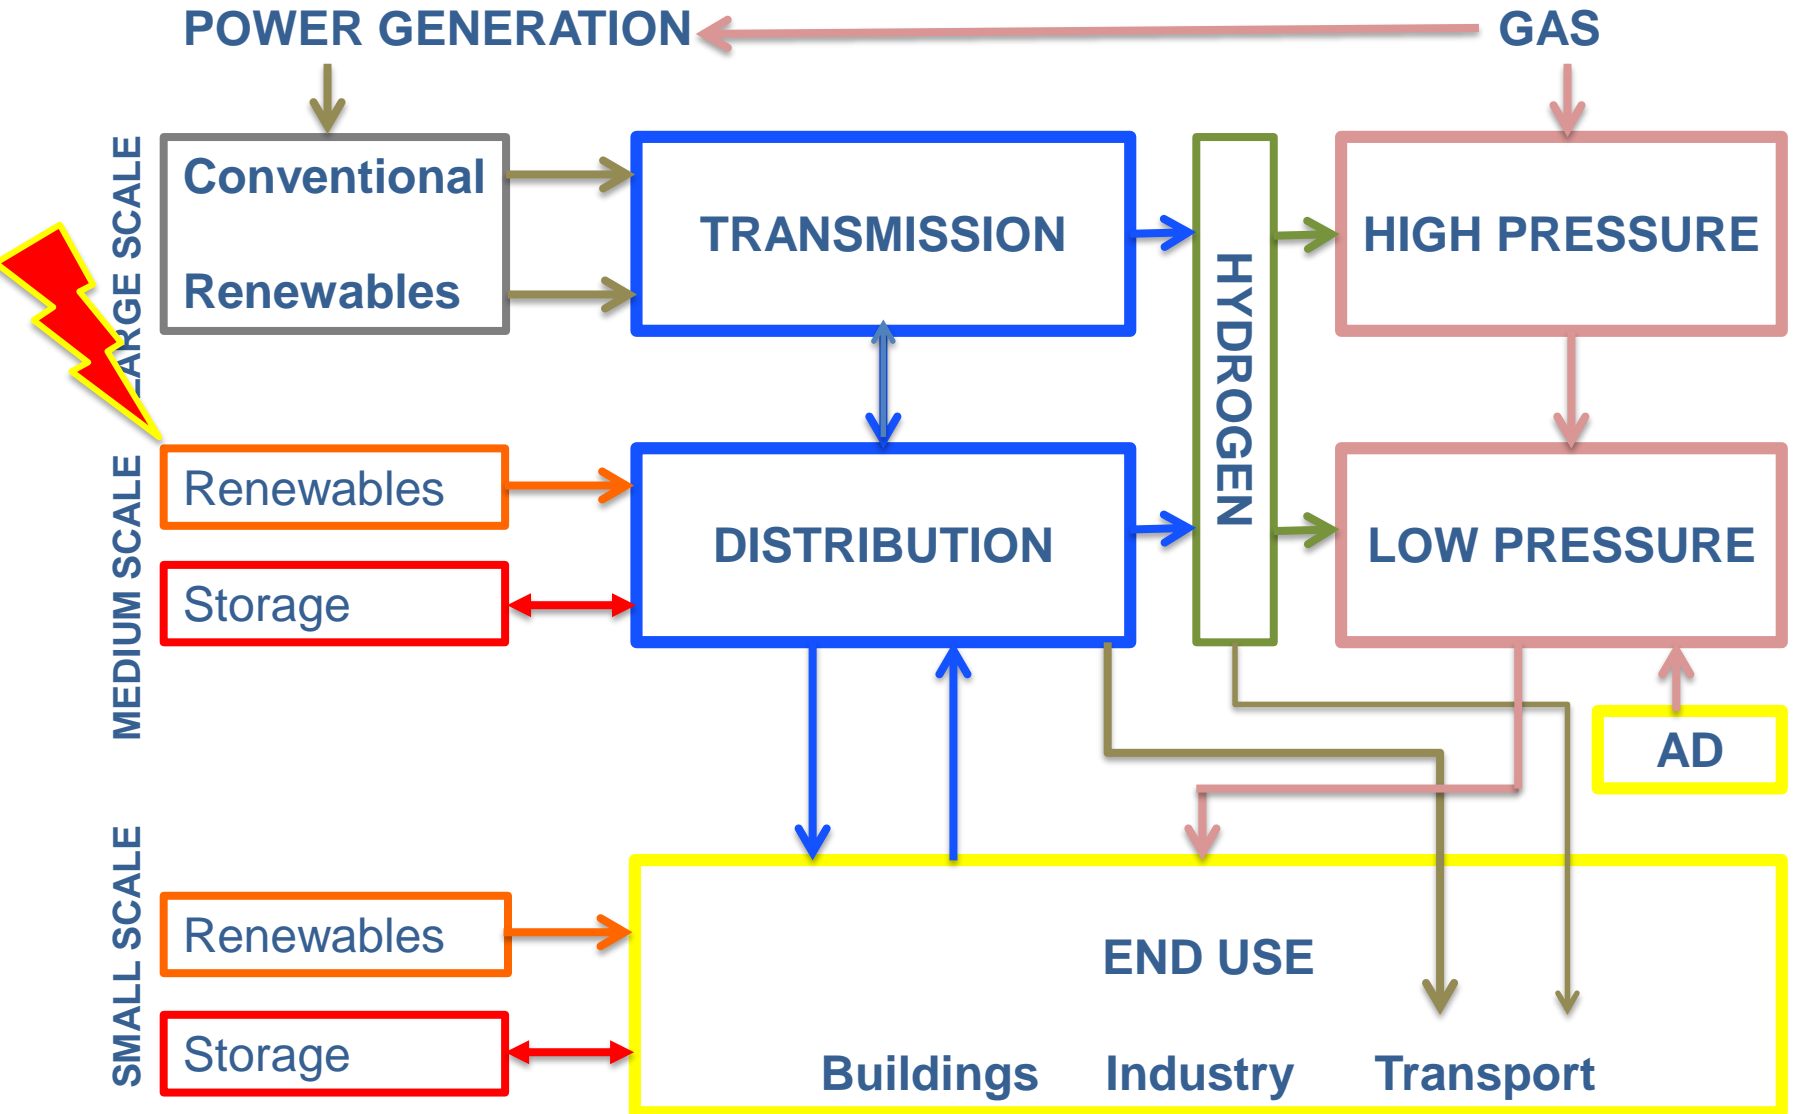 POWER GENERATION
GAS
LARGE SCALE
Conventional
Renewables
TRANSMISSION
HYDROGEN
HIGH PRESSURE
MEDIUM SCALE
Renewables
Storage
DISTRIBUTION
LOW PRESSURE
AD
SMALL SCALE
Renewables
Storage
END USE
Buildings Industry Transport